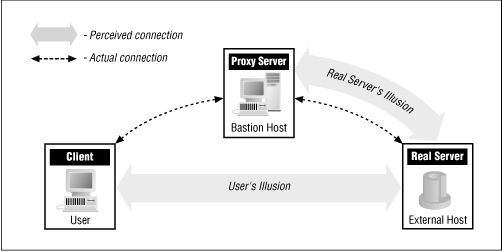 - Perceived connection
- Actual connection
Proxy Server
Bastion Host
Real Server's Illusion
Client
User
User's Illusion
Real Server
External Host